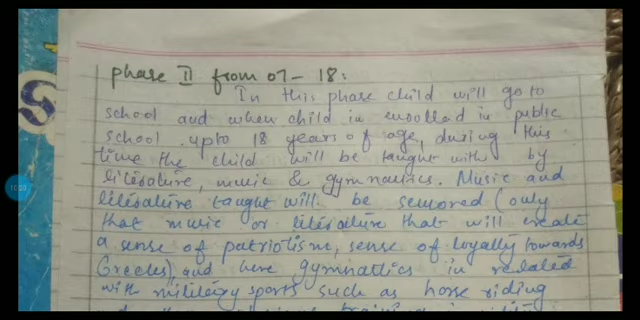 phase II from 07 - 18:
In this phase child will go to
school and when child is enrolled in public
school upto 18 years of age, during this
time the child will be taught with by
literature, music & gymnastics. Music and
literature taught will be sensored (only
that music or literature that will create
a sense of patriotism, sense of loyally towards
Greeks), and here gymnattics is related
with military sports such as horse riding